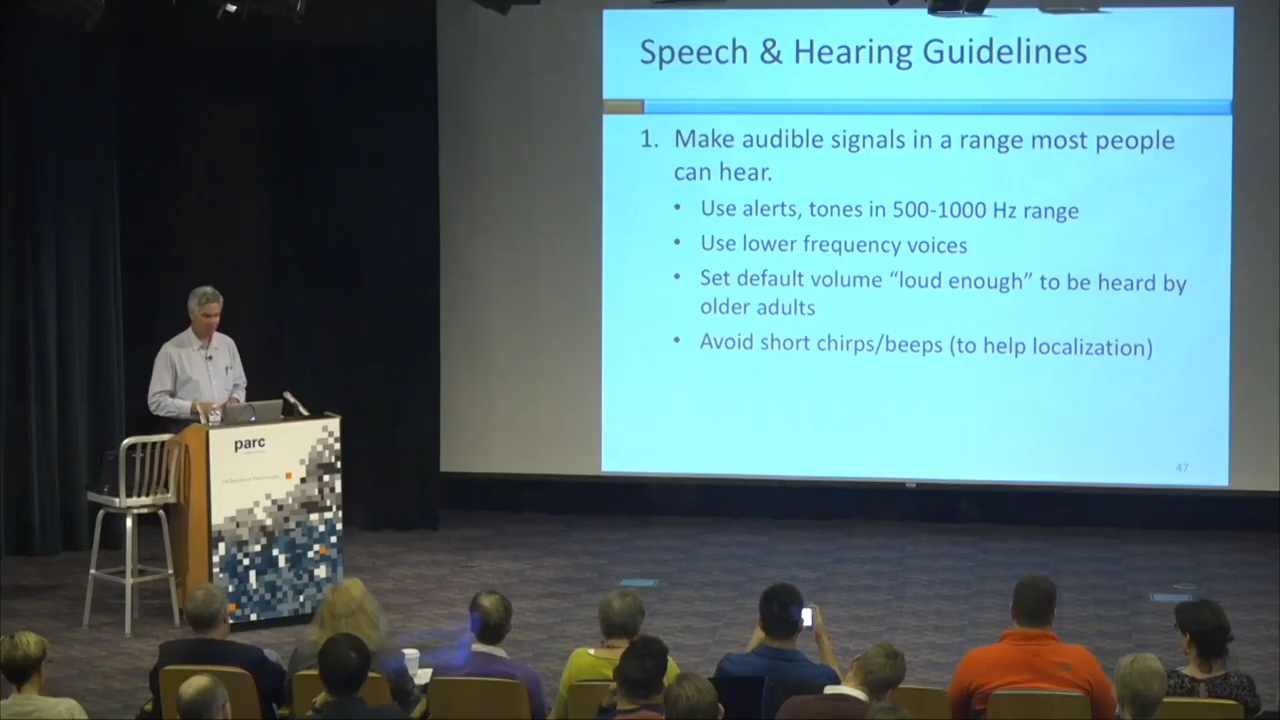 Speech & Hearing Guidelines
1. Make audible signals in a range most people
can hear.
• Use alerts, tones in 500-1000 Hz range
• Use lower frequency voices
• Set default volume “loud enough” to be heard by
older adults
• Avoid short chirps/beeps (to help localization)
47
parc